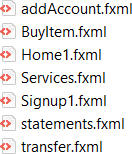 addAccount.fxml
BuyItem.fxml
Home1.fxml
Services.fxml
Signup1.fxml
statements.fxml
transfer.fxml